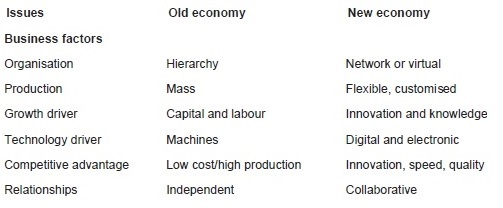 Issues Old economy New economy
Business factors
Organisation Hierarchy Network or virtual
Production Mass Flexible, customised
Growth driver Capital and labour Innovation and knowledge
Technology driver Machines Digital and electronic
Competitive advantage Low cost/high production Innovation, speed, quality
Relationships Independent Collaborative